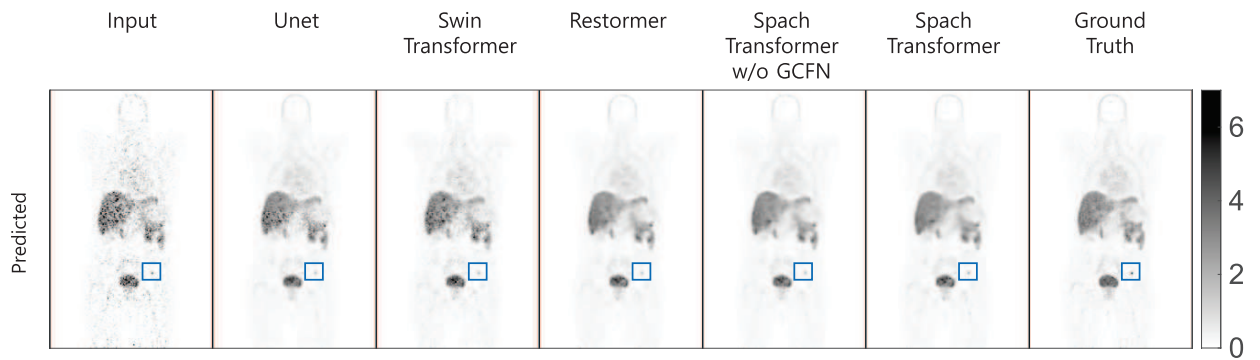 Input
Unet
Swin
Transformer
Restormer
Spach
Transformer
w/o GCFN
Spach
Transformer
Ground
Truth
Predicted
6
4
2
0